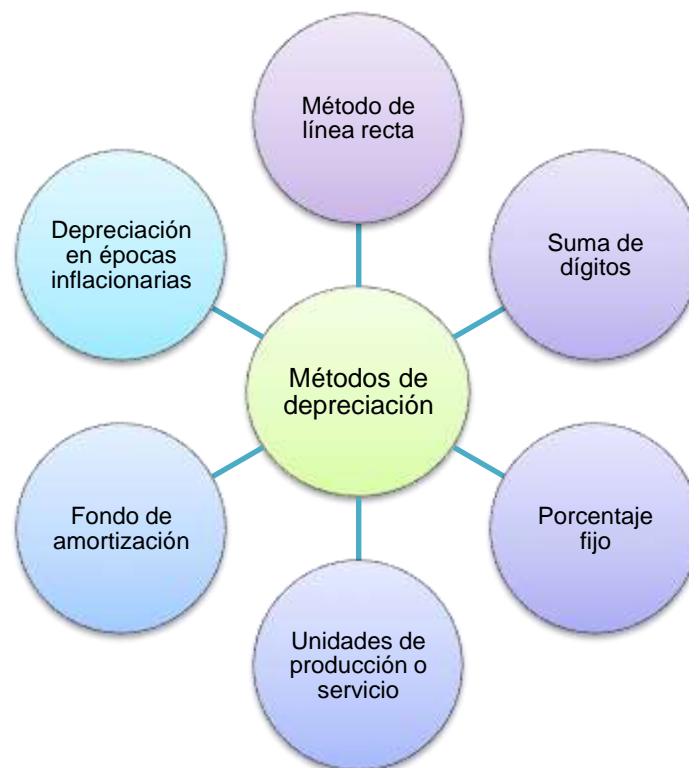 Método de
línea recta
Depreciación
en épocas
inflacionarias
Suma de
dígitos
Métodos de
depreciación
Fondo de
amortización
Porcentaje
fijo
Unidades de
producción o
servicio